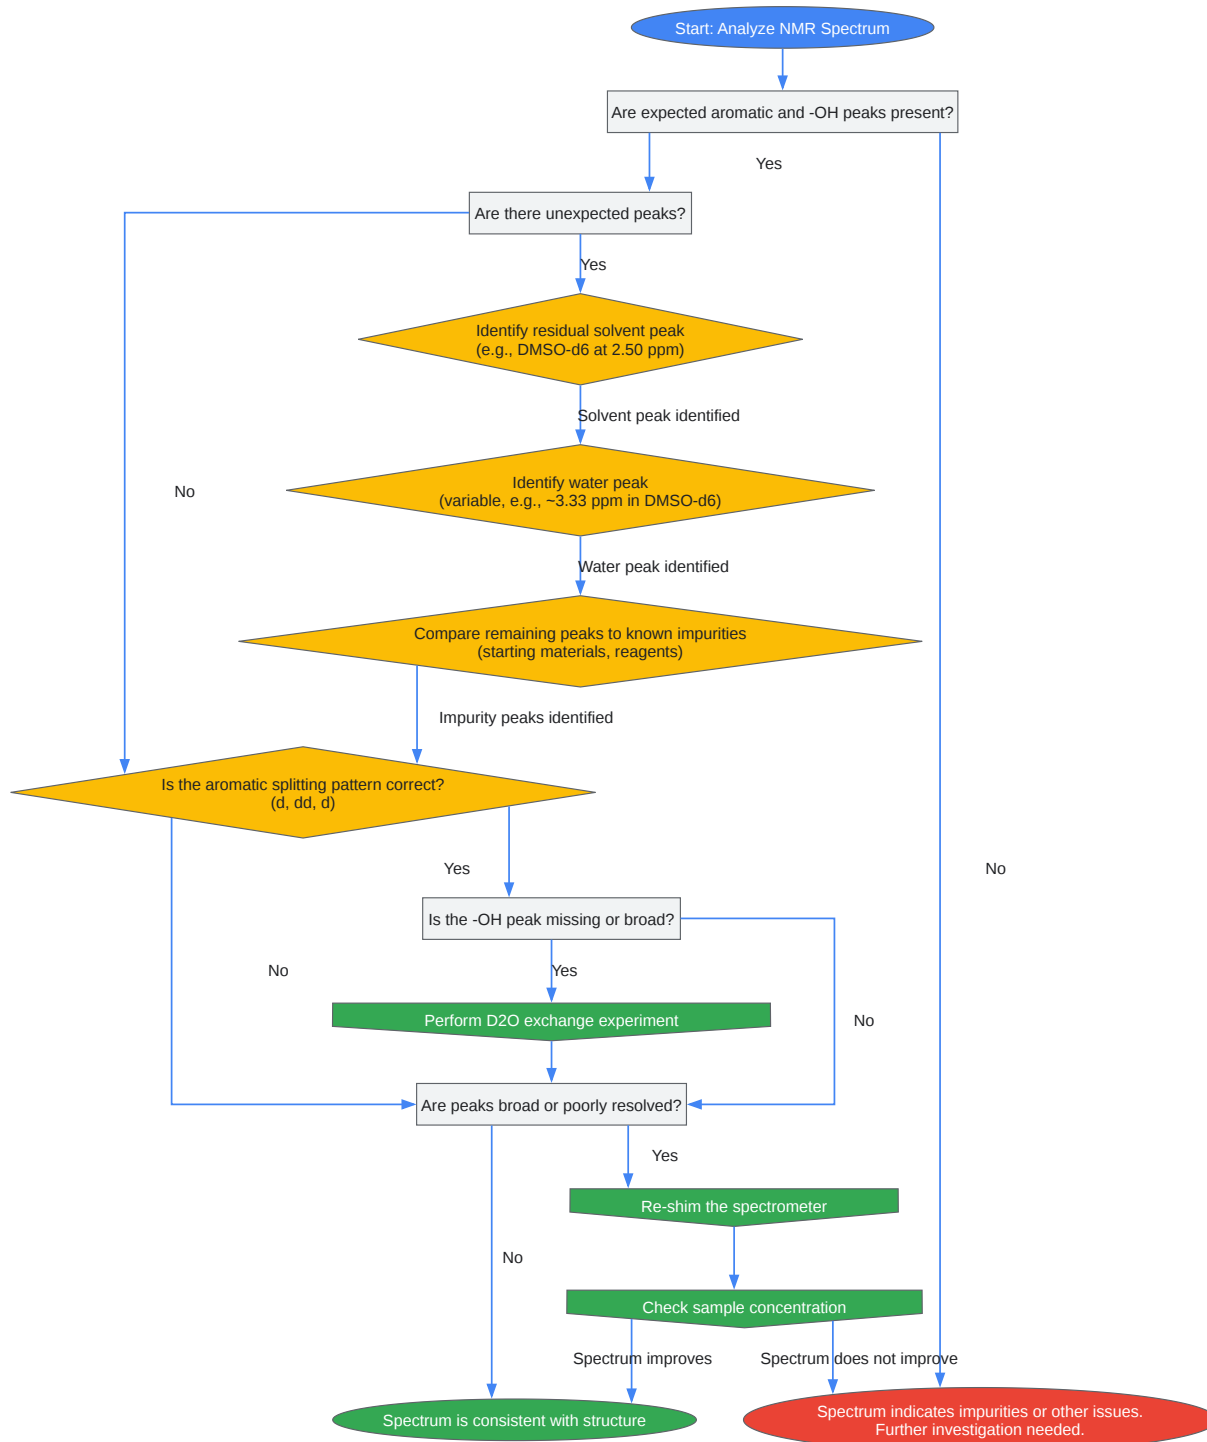 Start: Analyze NMR Spectrum
Are expected aromatic and -OH peaks present?
Yes
Are there unexpected peaks?
Yes
Identify residual solvent peak
(e.g., DMSO-d6 at 2.50 ppm)
Solvent peak identified
Identify water peak
(variable, e.g., ~3.33 ppm in DMSO-d6)
No
Water peak identified
Compare remaining peaks to known impurities
(starting materials, reagents)
Impurity peaks identified
Is the aromatic splitting pattern correct?
(d, dd, d)
Yes
No
Is the -OH peak missing or broad?
No
Yes
Perform D2O exchange experiment
No
Are peaks broad or poorly resolved?
Yes
Re-shim the spectrometer
No
Check sample concentration
Spectrum improves
Spectrum does not improve
Spectrum is consistent with structure
Spectrum indicates impurities or other issues.
Further investigation needed.